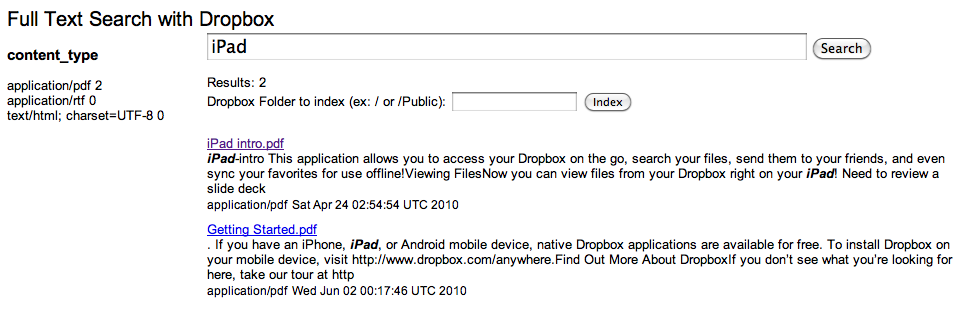 Full Text Search with Dropbox
content_type
application/pdf 2
application/rtf 0
text/html; charset=UTF-8 0
iPad
Search
Results: 2
Dropbox Folder to index (ex: / or /Public):
Index
iPad intro.pdf
iPad-intro This application allows you to access your Dropbox on the go, search your files, send them to your friends, and even
sync your favorites for use offline!Viewing FilesNow you can view files from your Dropbox right on your iPad! Need to review a
slide deck
application/pdf Sat Apr 24 02:54:54 UTC 2010
Getting Started.pdf
. If you have an iPhone, iPad, or Android mobile device, native Dropbox applications are available for free. To install Dropbox on
your mobile device, visit http://www.dropbox.com/anywhere.Find Out More About DropboxIf you don't see what you're looking for
here, take our tour at http
application/pdf Wed Jun 02 00:17:46 UTC 2010